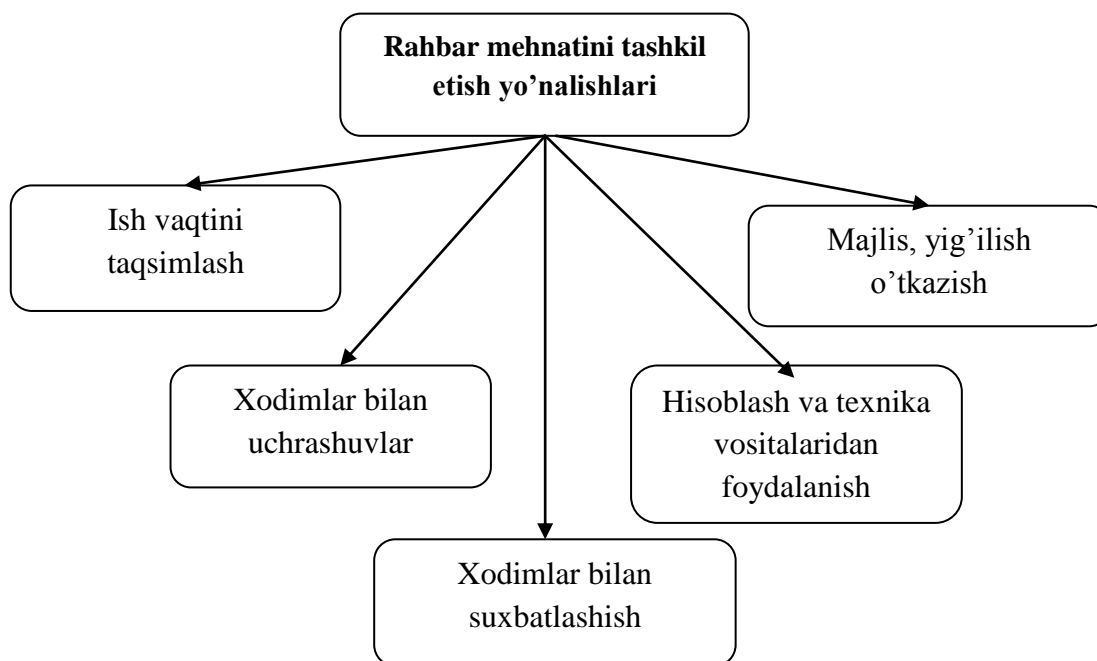 Rahbar mehnatini tashkil
etish yo’nalishlari
Ish vaqtini
taqsimlash
Majlis, yig’ilish
o’tkazish
Xodimlar bilan
uchrashuvlar
Hisoblash va texnika
vositalaridan
foydalanish
Xodimlar bilan
suxbatlashish